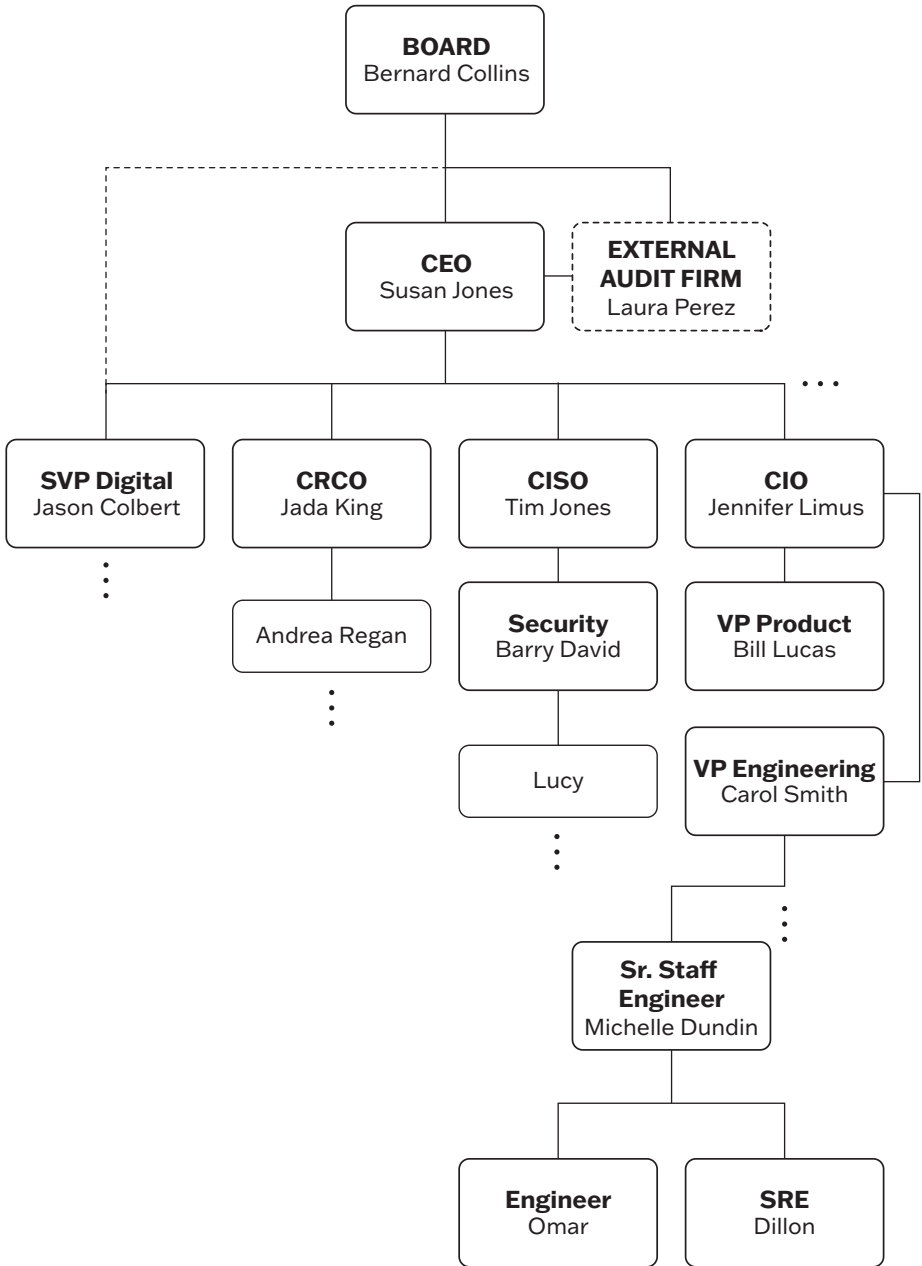 BOARD
Bernard Collins
CEO
Susan Jones
EXTERNAL
AUDIT FIRM
Laura Perez
SVP Digital
Jason Colbert
CRCO
Jada King
CISO
Tim Jones
CIO
Jennifer Limus
Andrea Regan
Security
Barry David
VP Product
Bill Lucas
Lucy
VP Engineering
Carol Smith
Sr. Staff
Engineer
Michelle Dundin
Engineer
Omar
SRE
Dillon